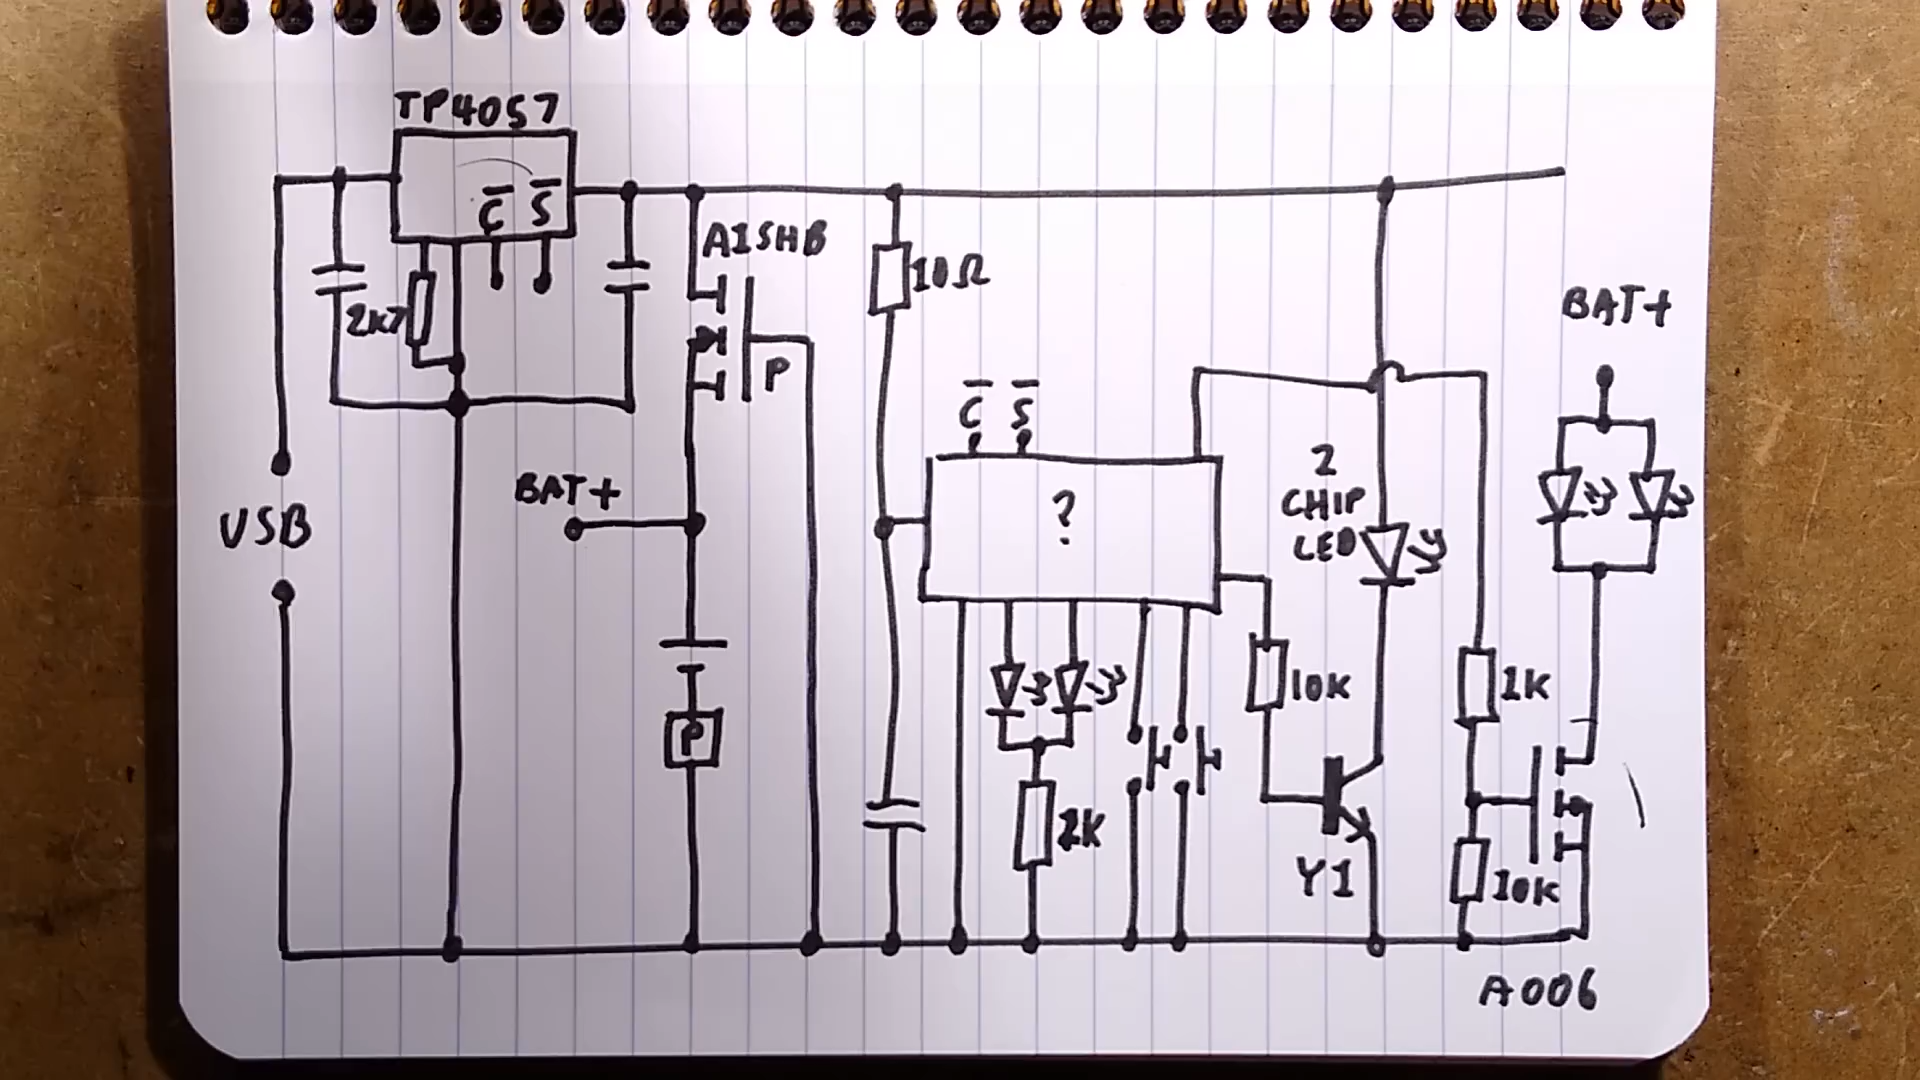 TP4057
C S
A1SHB
2K7
10Ω
P
BAT+
C S
BAT+
USB
?
2
CHIP
LED
P
10K
1K
2K
Y1
10K
A006